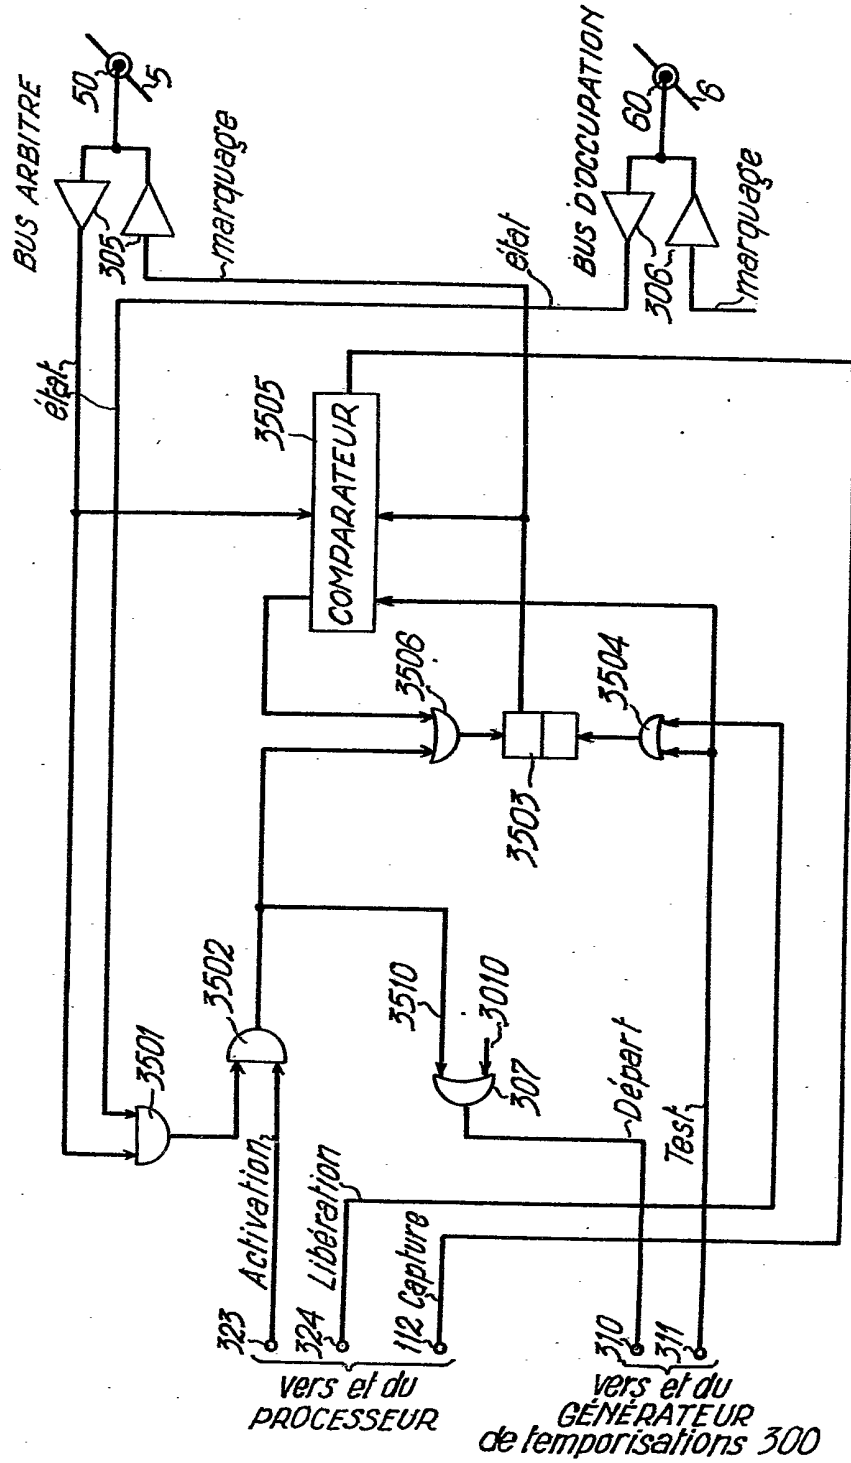 BUS ARBITRE
50
5
305
marquage
état
BUS D'OCCUPATION
60
6
306
marquage
état
3505
COMPARATEUR
3506
3503
3504
3501
3502
3510
3010
307
Départ
Test
Activation
Libération
Capture
323
324
112
310
311
vers et du
PROCESSEUR
vers et du
GÉNÉRATEUR
de temporisations 300